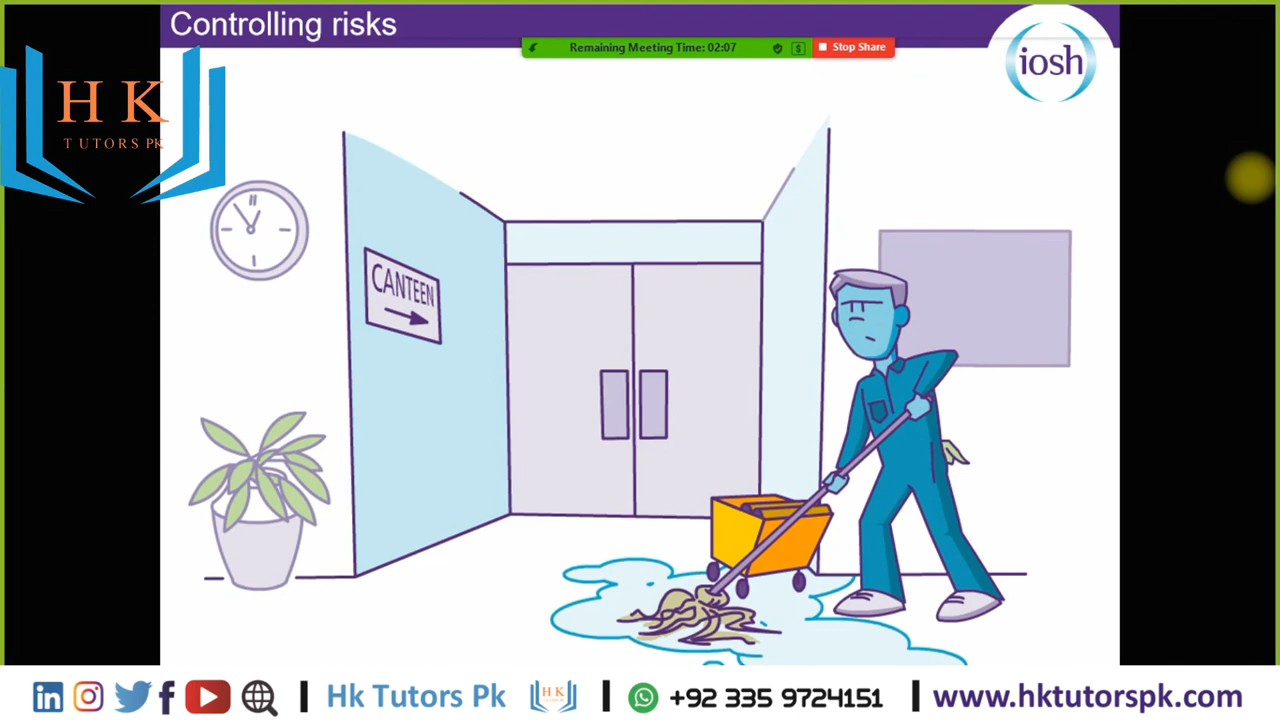 Controlling risks
Remaining Meeting Time: 02:07
$
Stop Share
iosh
H K
TUTORS PK
CANTEEN
Hk Tutors Pk
H K
+92 335 9724151
www.hktutorspk.com